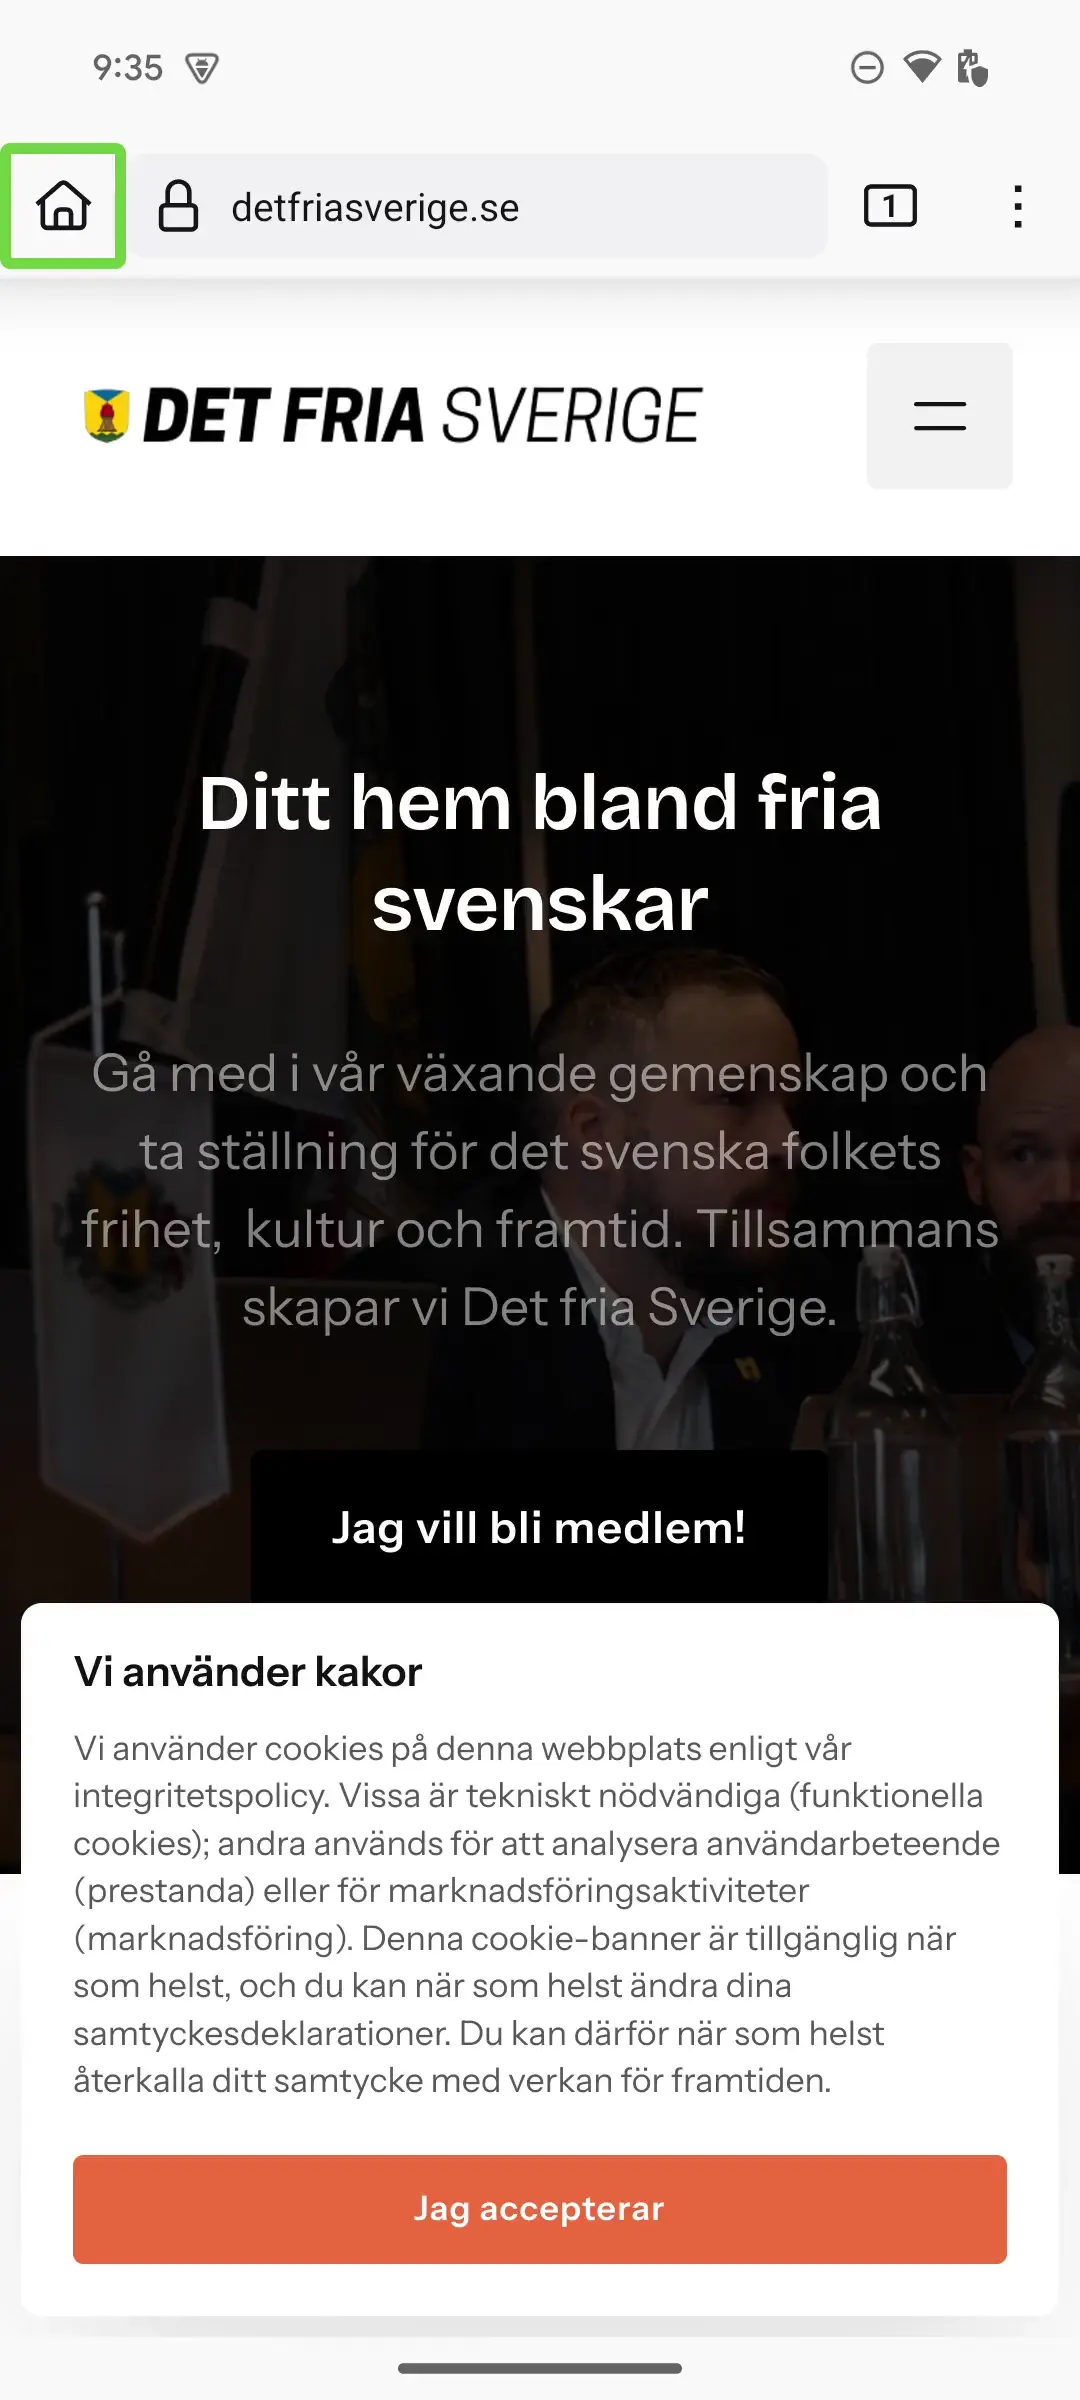 9:35
detfriasverige.se
1
DET FRIA SVERIGE
Ditt hem bland fria
svenskar
Gå med i vår växande gemenskap och
ta ställning för det svenska folkets
frihet, kultur och framtid. Tillsammans
skapar vi Det fria Sverige.
Jag vill bli medlem!
Vi använder kakor
Vi använder cookies på denna webbplats enligt vår
integritetspolicy. Vissa är tekniskt nödvändiga (funktionella
cookies); andra används för att analysera användarbeteende
(prestanda) eller för marknadsföringsaktiviteter
(marknadsföring). Denna cookie-banner är tillgänglig när
som helst, och du kan när som helst ändra dina
samtyckesdeklarationer. Du kan därför när som helst
återkalla ditt samtycke med verkan för framtiden.
Jag accepterar